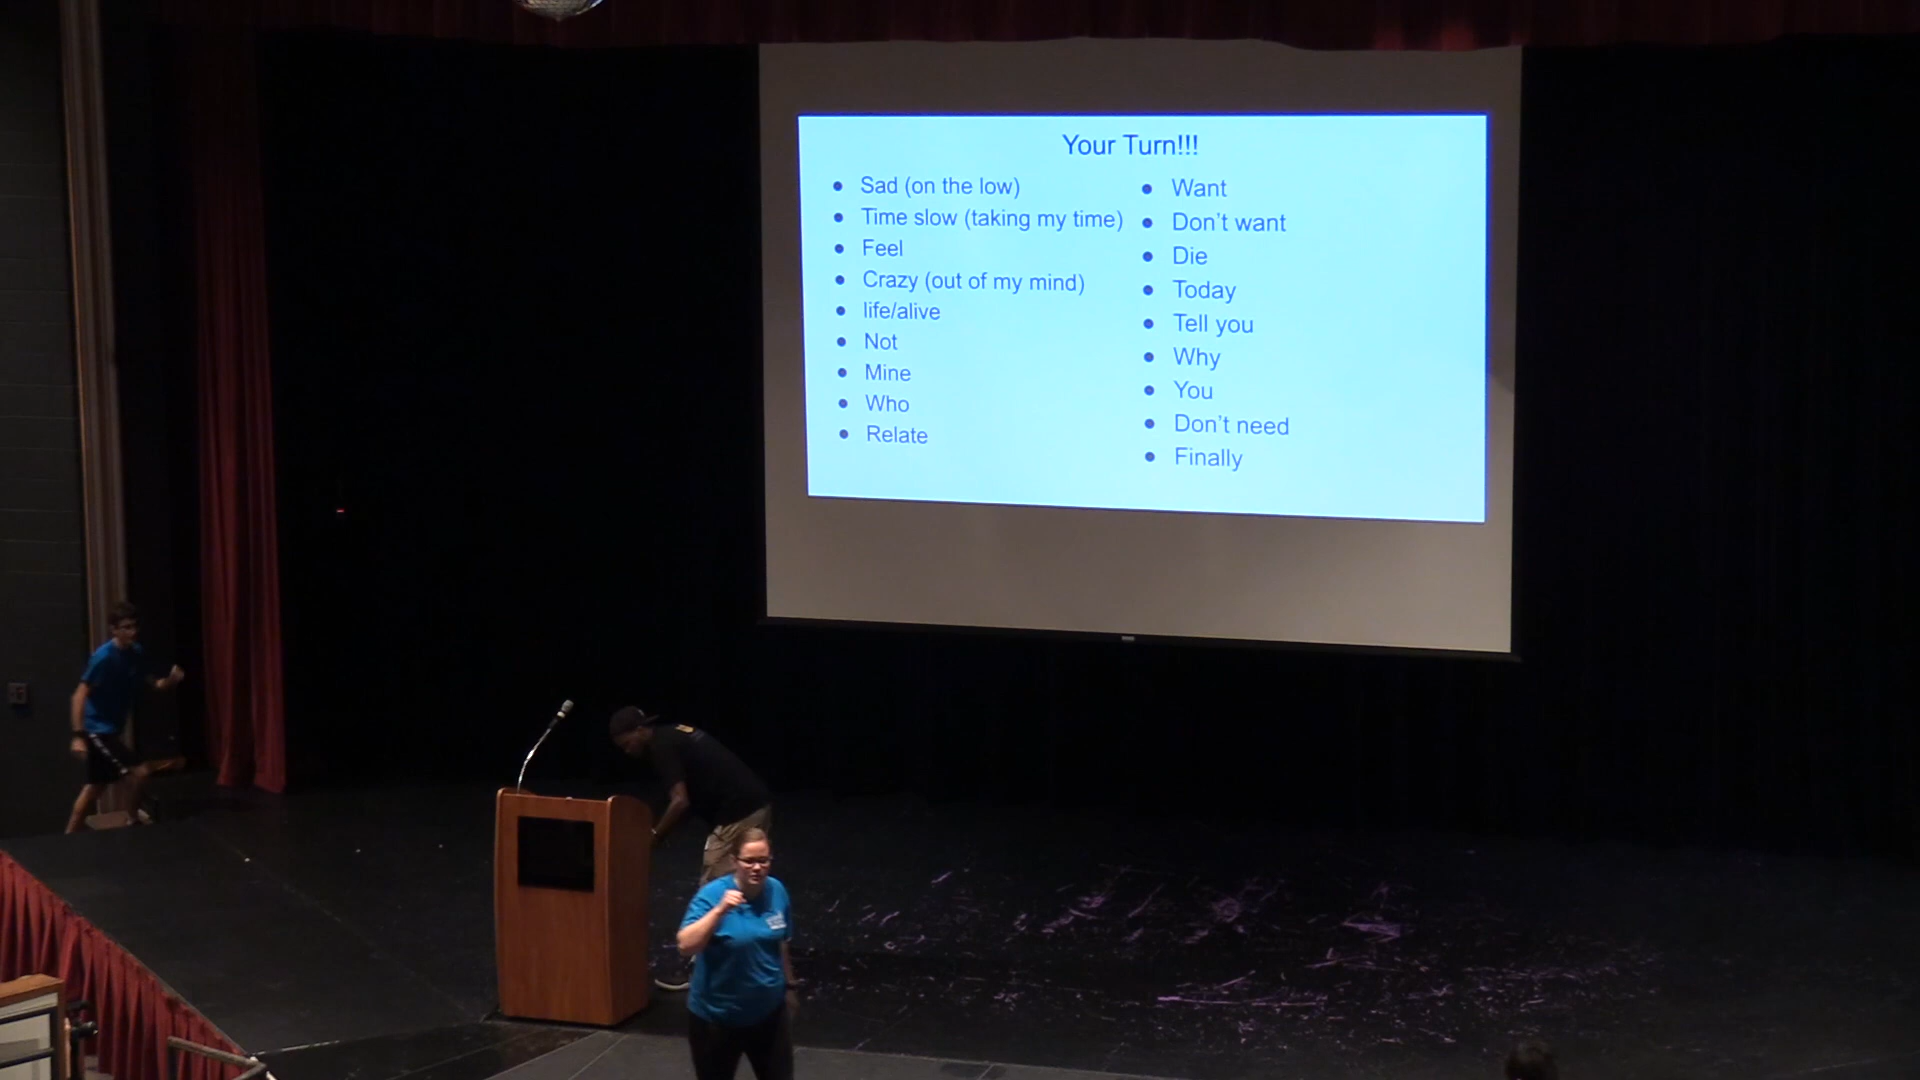 Your Turn!!!
Sad (on the low)
Time slow (taking my time)
Feel
Crazy (out of my mind)
life/alive
Not
Mine
Who
Relate
Want
Don't want
Die
Today
Tell you
Why
You
Don't need
Finally